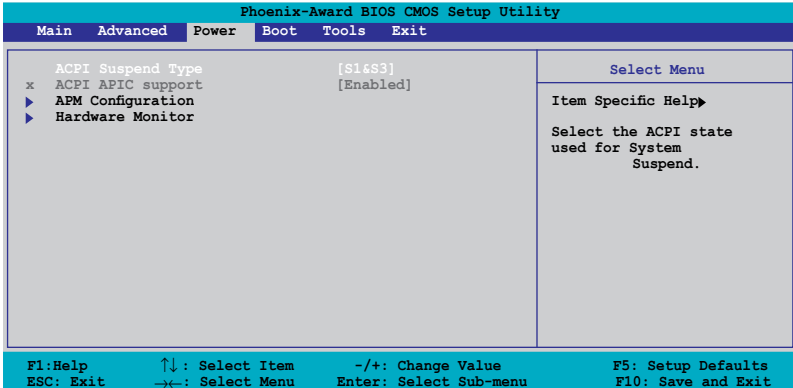 Phoenix-Award BIOS CMOS Setup Utility
Main Advanced Power Boot Tools Exit
ACPI Suspend Type [S1&S3]
x ACPI APIC support [Enabled]
▶ APM Configuration
▶ Hardware Monitor
Select Menu
Item Specific Help▶
Select the ACPI state
used for System
Suspend.
F1:Help ↑↓: Select Item -/+: Change Value F5: Setup Defaults
ESC: Exit →←: Select Menu Enter: Select Sub-menu F10: Save and Exit